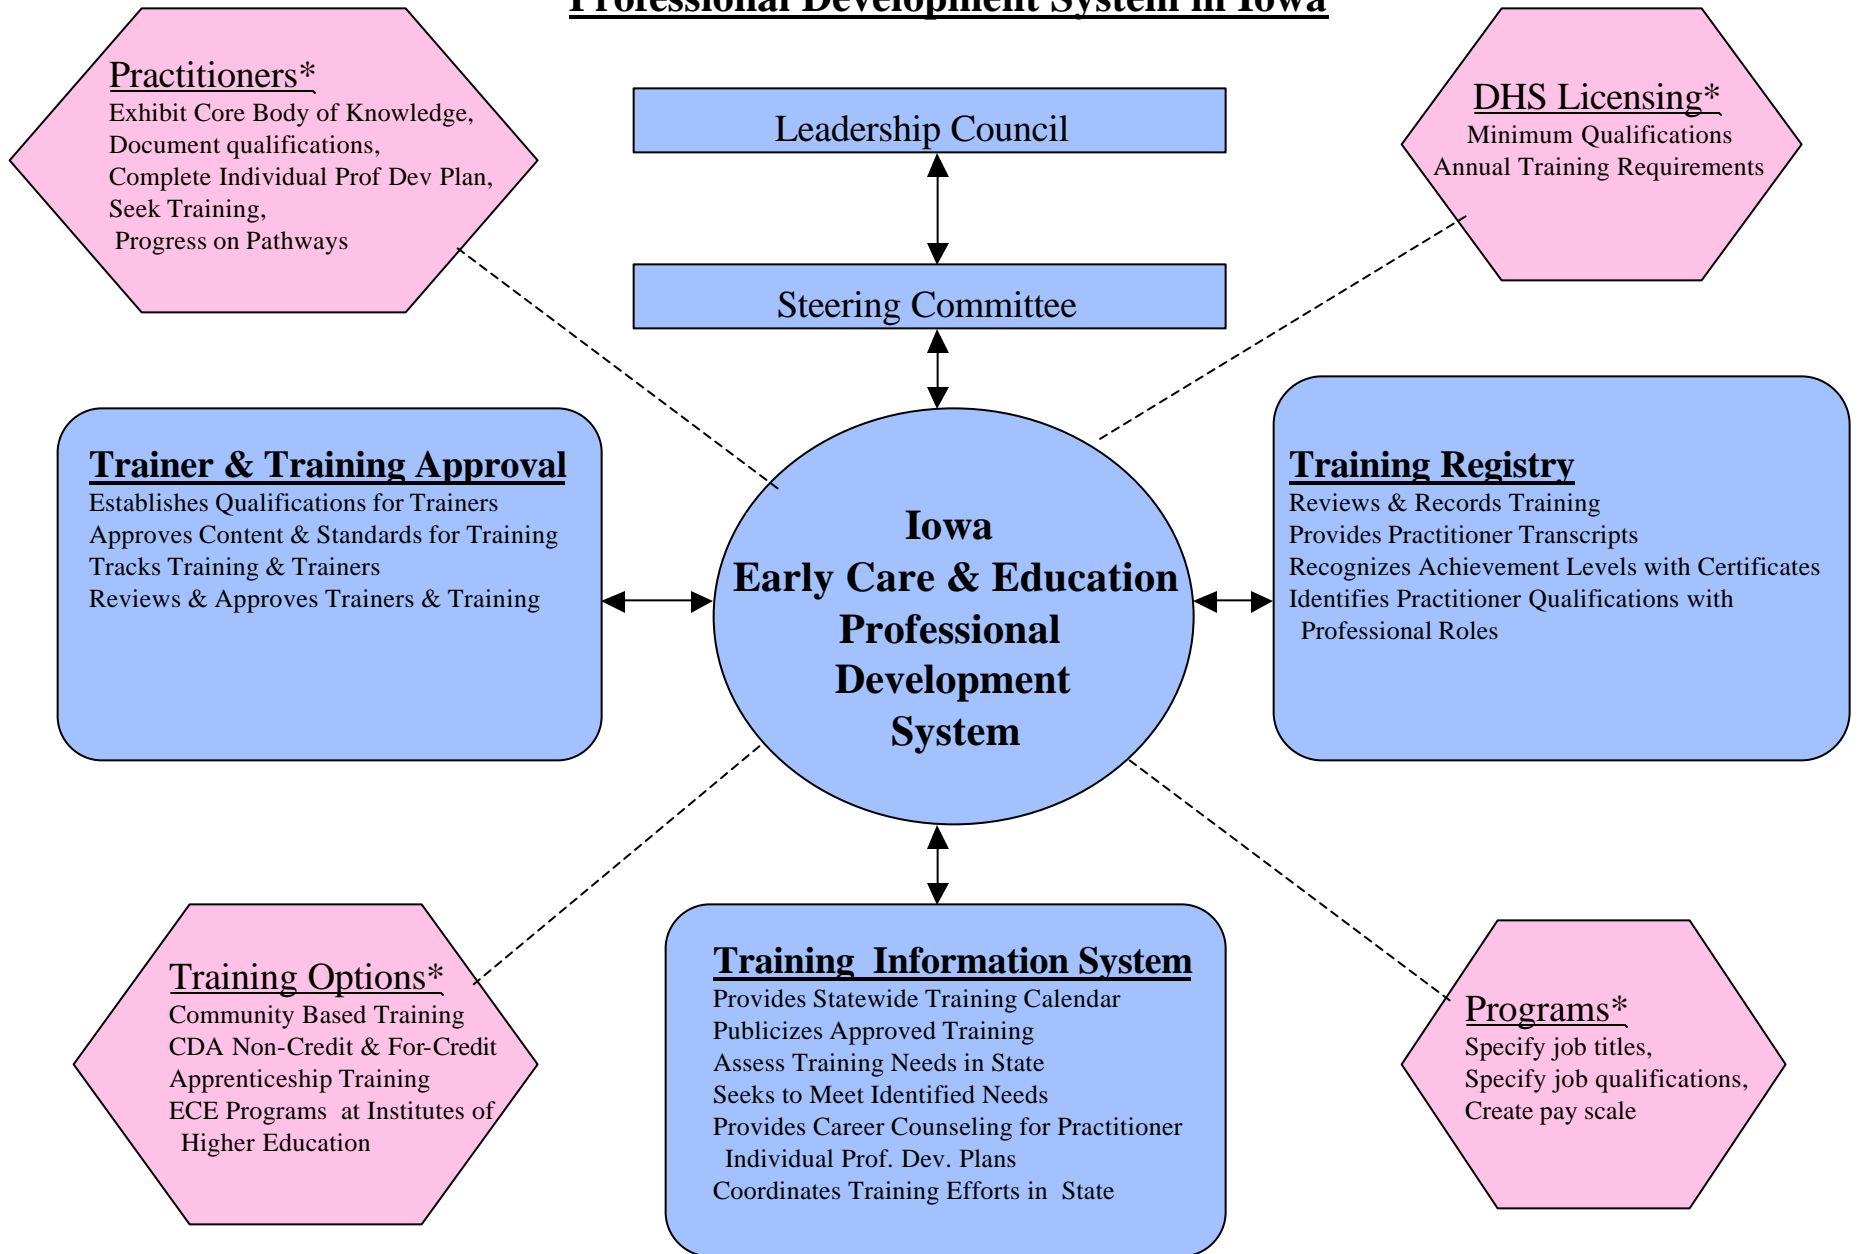 Professional Development System in Iowa
Practitioners*
Exhibit Core Body of Knowledge,
Document qualifications,
Complete Individual Prof Dev Plan,
Seek Training,
Progress on Pathways
Leadership Council
DHS Licensing*
Minimum Qualifications
Annual Training Requirements
Steering Committee
Trainer & Training Approval
Establishes Qualifications for Trainers
Approves Content & Standards for Training
Tracks Training & Trainers
Reviews & Approves Trainers & Training
Iowa
Early Care & Education
Professional
Development
System
Training Registry
Reviews & Records Training
Provides Practitioner Transcripts
Recognizes Achievement Levels with Certificates
Identifies Practitioner Qualifications with
Professional Roles
Training Options*
Community Based Training
CDA Non-Credit & For-Credit
Apprenticeship Training
ECE Programs at Institutes of
Higher Education
Training Information System
Provides Statewide Training Calendar
Publicizes Approved Training
Assess Training Needs in State
Seeks to Meet Identified Needs
Provides Career Counseling for Practitioner
Individual Prof. Dev. Plans
Coordinates Training Efforts in State
Programs*
Specify job titles,
Specify job qualifications,
Create pay scale